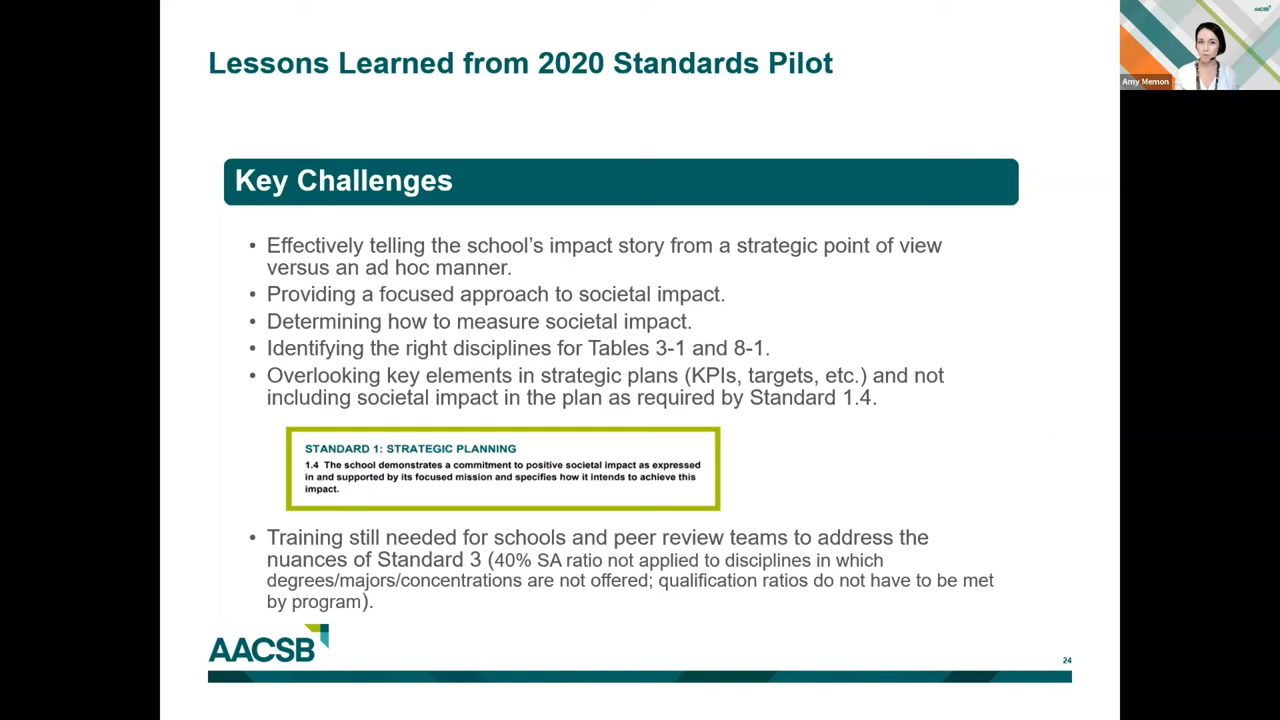 Lessons Learned from 2020 Standards Pilot
AACSB
Amy Memon
Key Challenges
• Effectively telling the school's impact story from a strategic point of view
versus an ad hoc manner.
• Providing a focused approach to societal impact.
• Determining how to measure societal impact.
• Identifying the right disciplines for Tables 3-1 and 8-1.
• Overlooking key elements in strategic plans (KPIs, targets, etc.) and not
including societal impact in the plan as required by Standard 1.4.
STANDARD 1: STRATEGIC PLANNING
1.4 The school demonstrates a commitment to positive societal impact as expressed
in and supported by its focused mission and specifies how it intends to achieve this
impact.
• Training still needed for schools and peer review teams to address the
nuances of Standard 3 (40% SA ratio not applied to disciplines in which
degrees/majors/concentrations are not offered; qualification ratios do not have to be met
by program).
AACSB
24